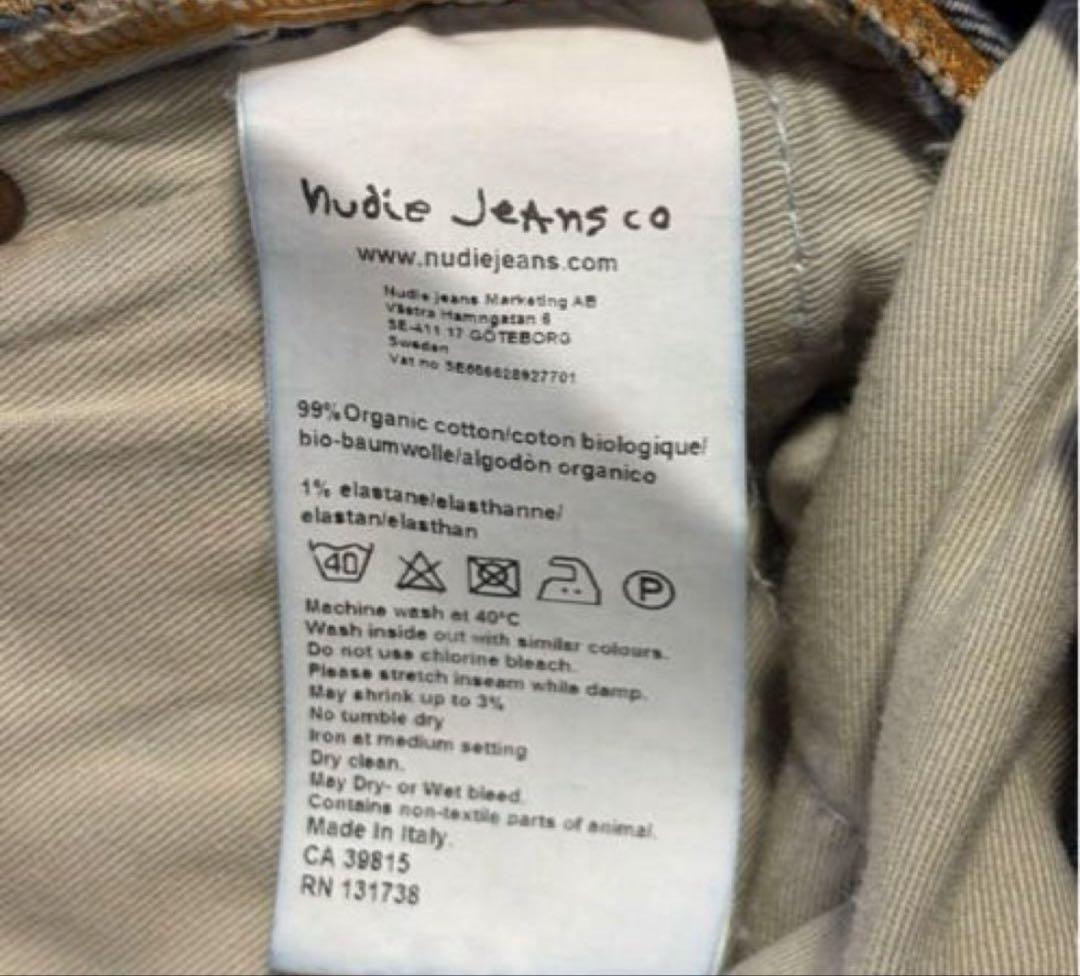 nudie Jeans co
www.nudiejeans.com
Nudie jeans Marketing AB
Västra Hamngatan 6
SE-411 17 GÖTEBORG
Sweden
Vat no SE556628927701
99% Organic cotton/coton biologique/
bio-baumwolle/algodòn organico
1% elastane/elasthanne/
elastan/elasthan
40 P
Machine wash at 40°C
Wash inside out with similar colours.
Do not use chlorine bleach.
Please stretch inseam while damp.
May shrink up to 3%
No tumble dry
Iron at medium setting
Dry clean.
May Dry- or Wet bleed.
Contains non-textile parts of animal.
Made In Italy.
CA 39815
RN 131738